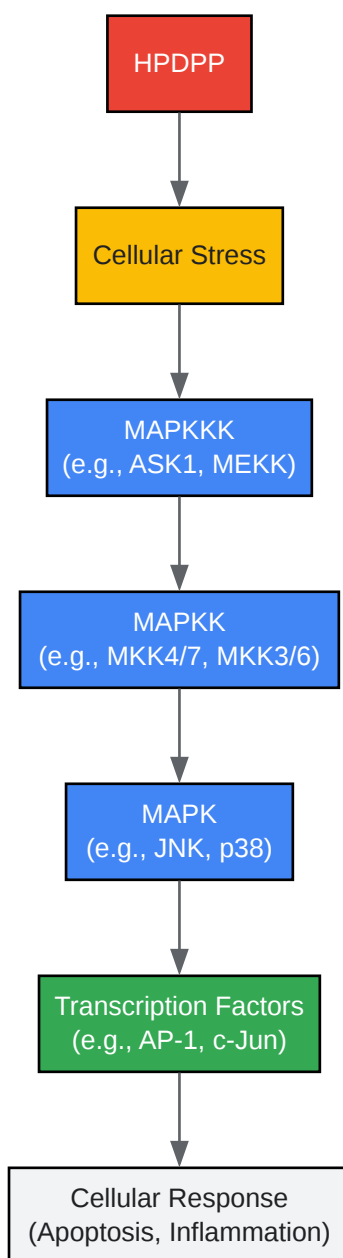 HPDPP
Cellular Stress
MAPKKK
(e.g., ASK1, MEKK)
MAPKK
(e.g., MKK4/7, MKK3/6)
MAPK
(e.g., JNK, p38)
Transcription Factors
(e.g., AP-1, c-Jun)
Cellular Response
(Apoptosis, Inflammation)